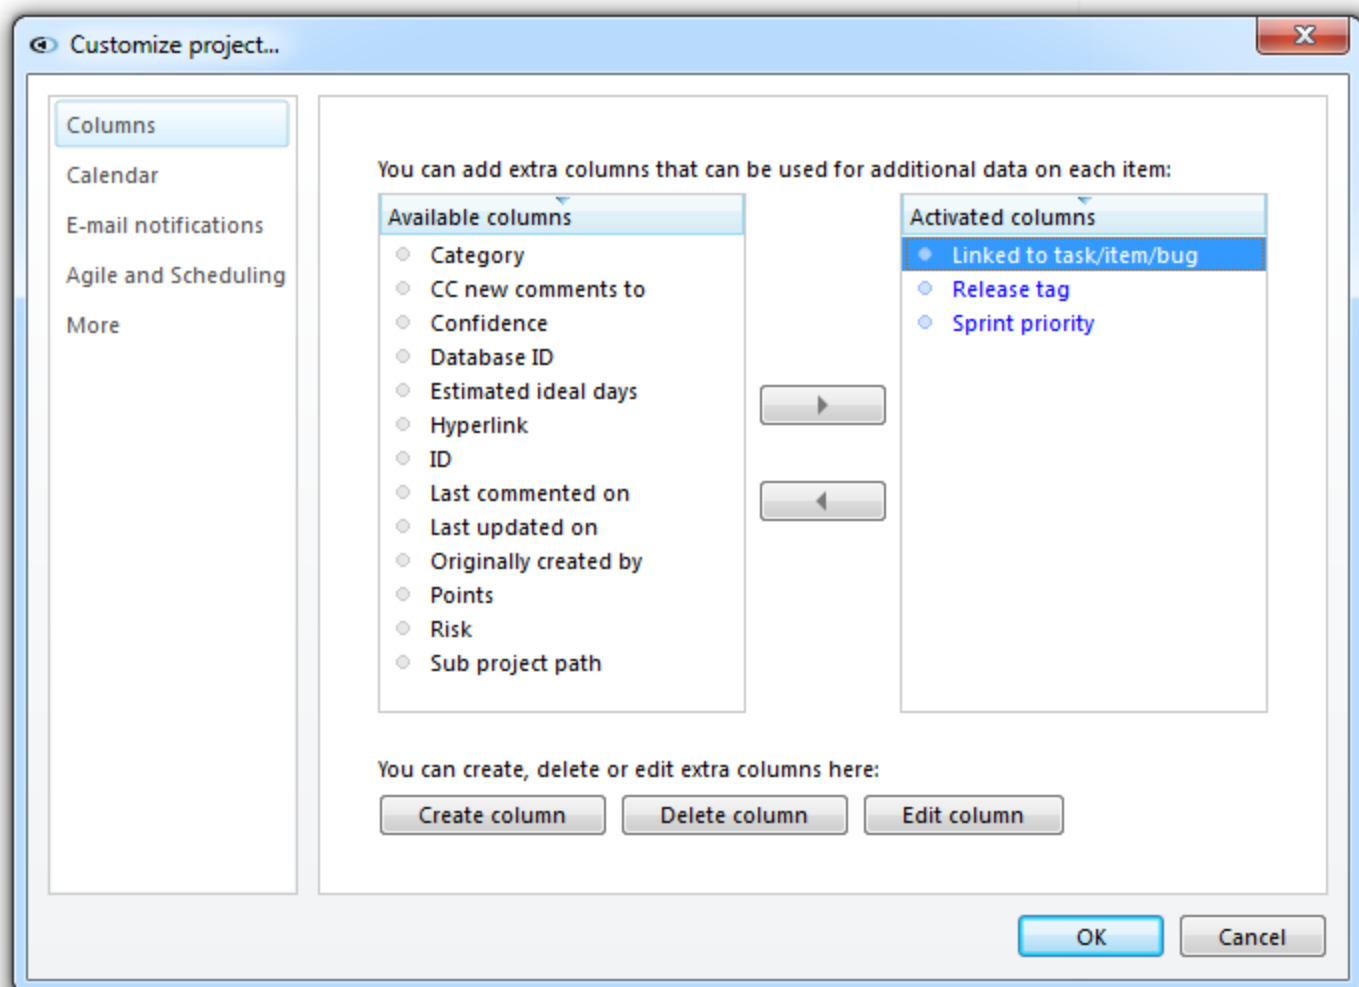 Customize project...
Columns
Calendar
E-mail notifications
Agile and Scheduling
More
You can add extra columns that can be used for additional data on each item:
Available columns
Category
CC new comments to
Confidence
Database ID
Estimated ideal days
Hyperlink
ID
Last commented on
Last updated on
Originally created by
Points
Risk
Sub project path
Activated columns
Linked to task/item/bug
Release tag
Sprint priority
You can create, delete or edit extra columns here:
Create column
Delete column
Edit column
OK
Cancel